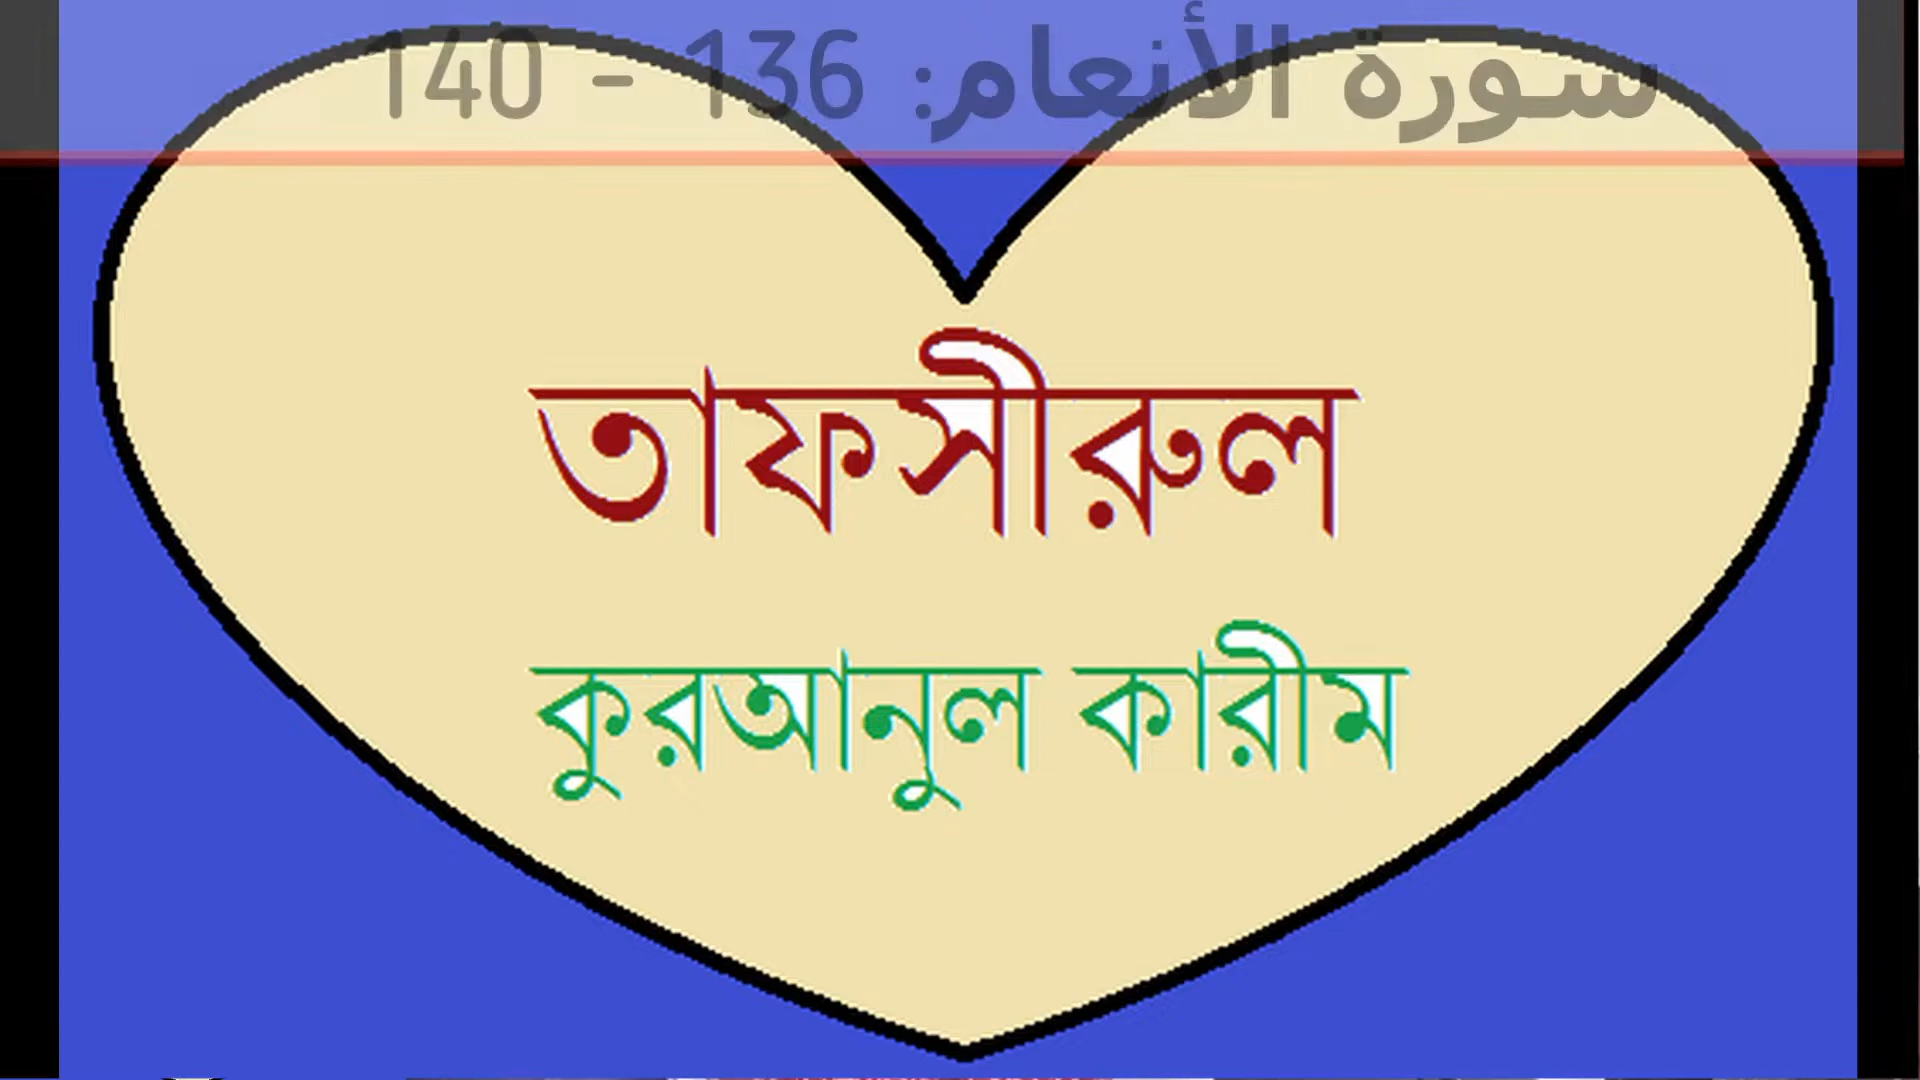 سورة الأنعام: 136 - 140
তাফসীরুল
কুরআনুল কারীম